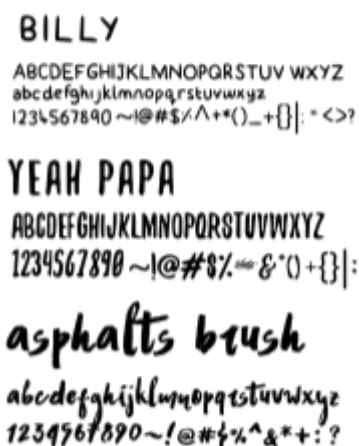 BILLY
ABCDEFGHIJKLMNOPQRSTUV WXYZ
abcdefghijklmnopqrstuvwxyz
1234567890 ~!@#$%^+*()_+{}|:"<>?
YEAH PAPA
ABCDEFGHIJKLMNOPQRSTUVWXYZ
1234567890 ~!@#$% &*()+{}|:
asphalts brush
abcdefghijklmnopqrstuvwxyz
1234567890~!@#$%^&*+:?